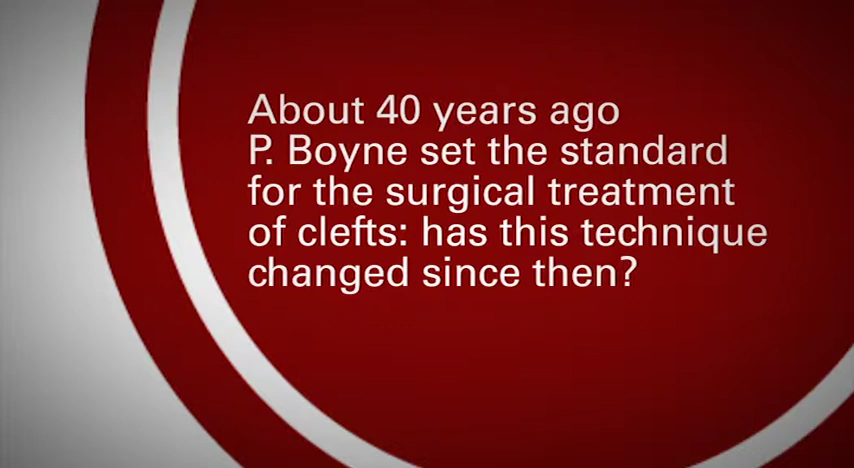 About 40 years ago
P. Boyne set the standard
for the surgical treatment
of clefts: has this technique
changed since then?